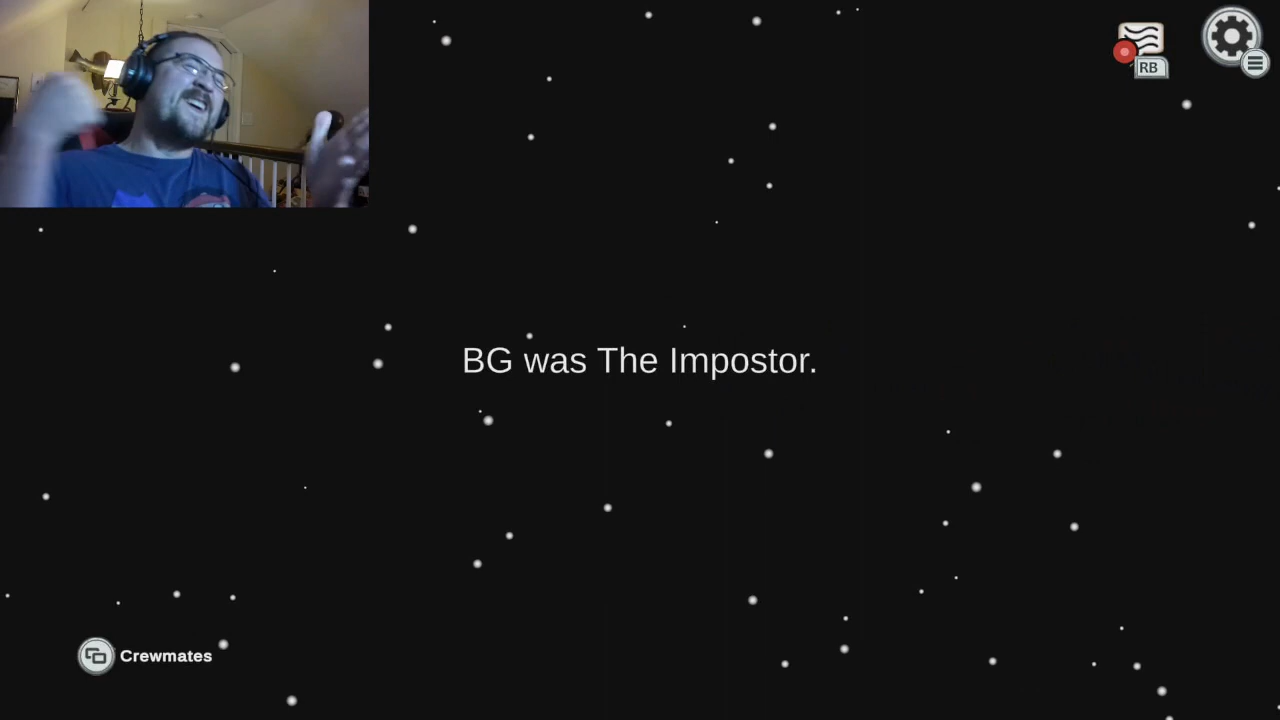 RB
BG was The Impostor.
Crewmates